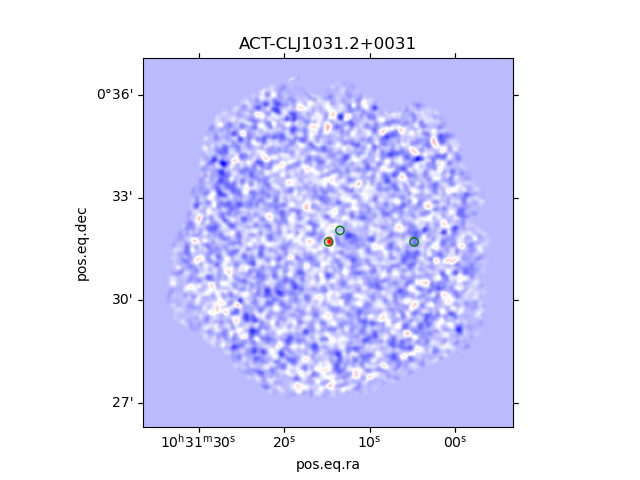 ACT-CLJ1031.2+0031
0°36'
33'
30'
27'
pos.eq.dec
10ʰ31ᵐ30ˢ 20ˢ 10ˢ 00ˢ
pos.eq.ra